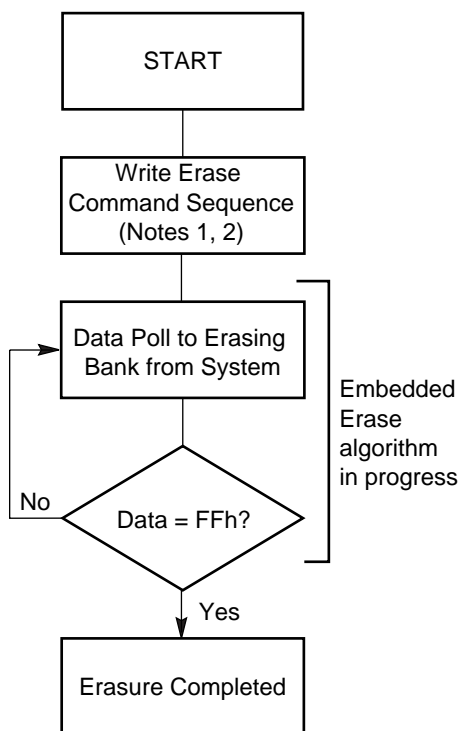 START
Write Erase
Command Sequence
(Notes 1, 2)
Data Poll to Erasing
Bank from System
Embedded
Erase
algorithm
in progress
No
Data = FFh?
Yes
Erasure Completed